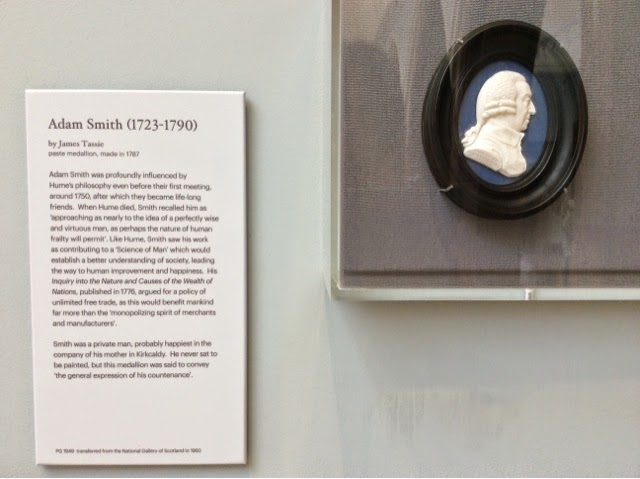 Adam Smith (1723-1790)
by James Tassie
paste medallion, made in 1787
Adam Smith was profoundly influenced by
Hume's philosophy even before their first meeting,
around 1750, after which they became life-long
friends. When Hume died, Smith recalled him as
'approaching as nearly to the idea of a perfectly wise
and virtuous man, as perhaps the nature of human
frailty will permit'. Like Hume, Smith saw his work
as contributing to a 'Science of Man' which would
establish a better understanding of society, leading
the way to human improvement and happiness. His
Inquiry into the Nature and Causes of the Wealth of
Nations, published in 1776, argued for a policy of
unlimited free trade, as this would benefit mankind
far more than the 'monopolizing spirit of merchants
and manufacturers'.
Smith was a private man, probably happiest in the
company of his mother in Kirkcaldy. He never sat to
be painted, but this medallion was said to convey
'the general expression of his countenance'.
PG 1949 transferred from the National Gallery of Scotland in